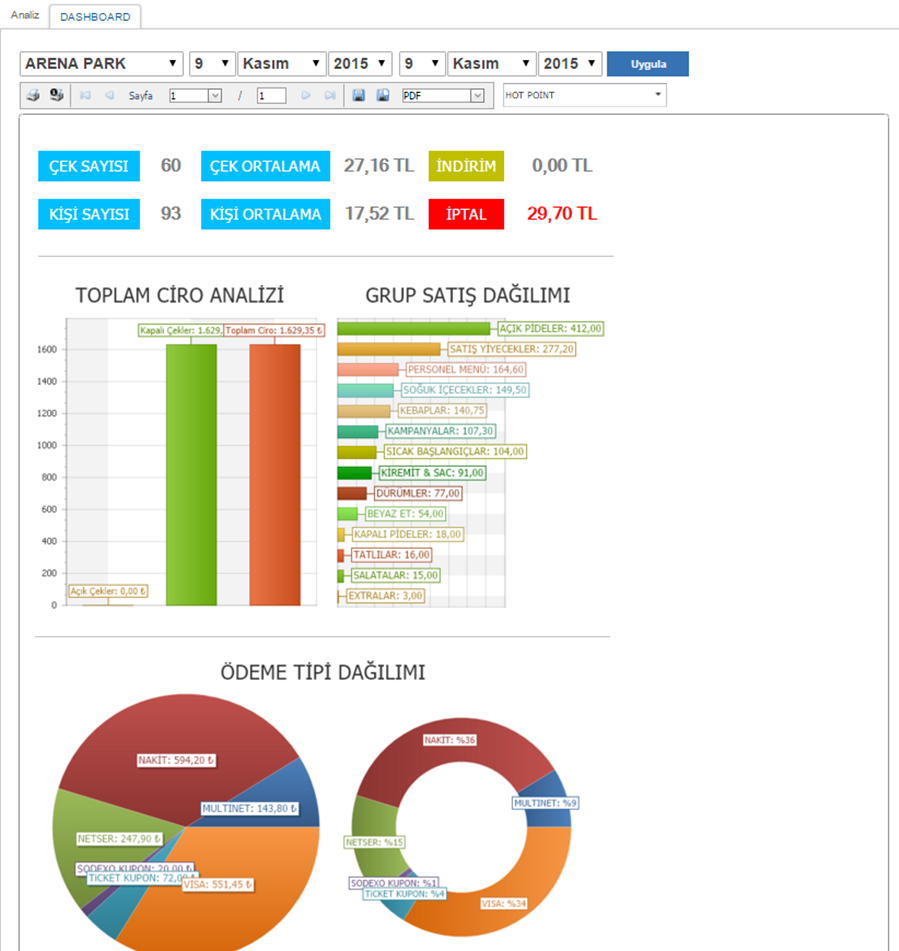 Analiz DASHBOARD
ARENA PARK 9 Kasım 2015 9 Kasım 2015 Uygula
Sayfa 1 / 1 PDF HOT POINT
ÇEK SAYISI 60 ÇEK ORTALAMA 27,16 TL İNDİRİM 0,00 TL
KİŞİ SAYISI 93 KİŞİ ORTALAMA 17,52 TL İPTAL 29,70 TL
TOPLAM CİRO ANALİZİ
Kapalı Çekler: 1.629, Toplam Ciro: 1.629,35 ₺
1600
1400
1200
1000
800
600
400
200
Açık Çekler: 0,00 ₺
0
GRUP SATIŞ DAĞILIMI
AÇIK PİDELER: 412,00
SATIŞ YİYECEKLER: 277,20
PERSONEL MENÜ: 164,60
SOĞUK İÇECEKLER: 149,50
KEBAPLAR: 140,75
KAMPANYALAR: 107,30
SICAK BAŞLANGIÇLAR: 104,00
KİREMİT & SAC: 91,00
DÜRÜMLER: 77,00
BEYAZ ET: 54,00
KAPALI PİDELER: 18,00
TATLILAR: 16,00
SALATALAR: 15,00
EXTRALAR: 3,00
ÖDEME TİPİ DAĞILIMI
NAKİT: 594,20 ₺
MULTINET: 143,80 ₺
NETSER: 247,90 ₺
SODEXO KUPON: 20,00 ₺
TİCKET KUPON: 72,0
VISA: 551,45 ₺
NAKİT: %36
MULTINET: %9
NETSER: %15
SODEXO KUPON: %1
TİCKET KUPON: %4
VISA: %34